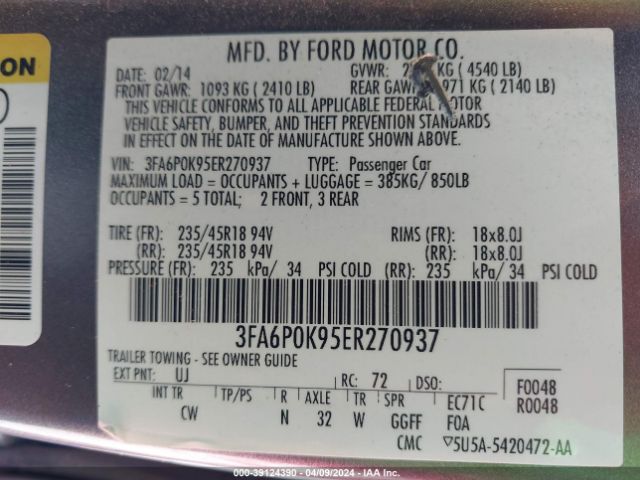 ON
MFD. BY FORD MOTOR CO.
DATE: 02/14 GVWR: KG ( 4540 LB)
FRONT GAWR: 1093 KG ( 2410 LB) REAR GAWR: 971 KG ( 2140 LB)
THIS VEHICLE CONFORMS TO ALL APPLICABLE FEDERAL MOTOR
VEHICLE SAFETY, BUMPER, AND THEFT PREVENTION STANDARDS
IN EFFECT ON THE DATE OF MANUFACTURE SHOWN ABOVE.
VIN: 3FA6P0K95ER270937 TYPE: Passenger Car
MAXIMUM LOAD = OCCUPANTS + LUGGAGE = 385KG/ 850LB
OCCUPANTS = 5 TOTAL; 2 FRONT, 3 REAR
TIRE (FR): 235/45R18 94V RIMS (FR): 18x8.0J
(RR): 235/45R18 94V (RR): 18x8.0J
PRESSURE (FR): 235 kPa/ 34 PSI COLD (RR): 235 kPa/ 34 PSI COLD
3FA6P0K95ER270937
TRAILER TOWING - SEE OWNER GUIDE
EXT PNT: UJ RC: 72 DSO: F0048
INT TR TP/PS R AXLE TR SPR EC71C R0048
CW N 32 W GGFF F0A
CMC ▽5U5A-5420472-AA
000-39124390 - 04/09/2024 - IAA Inc.